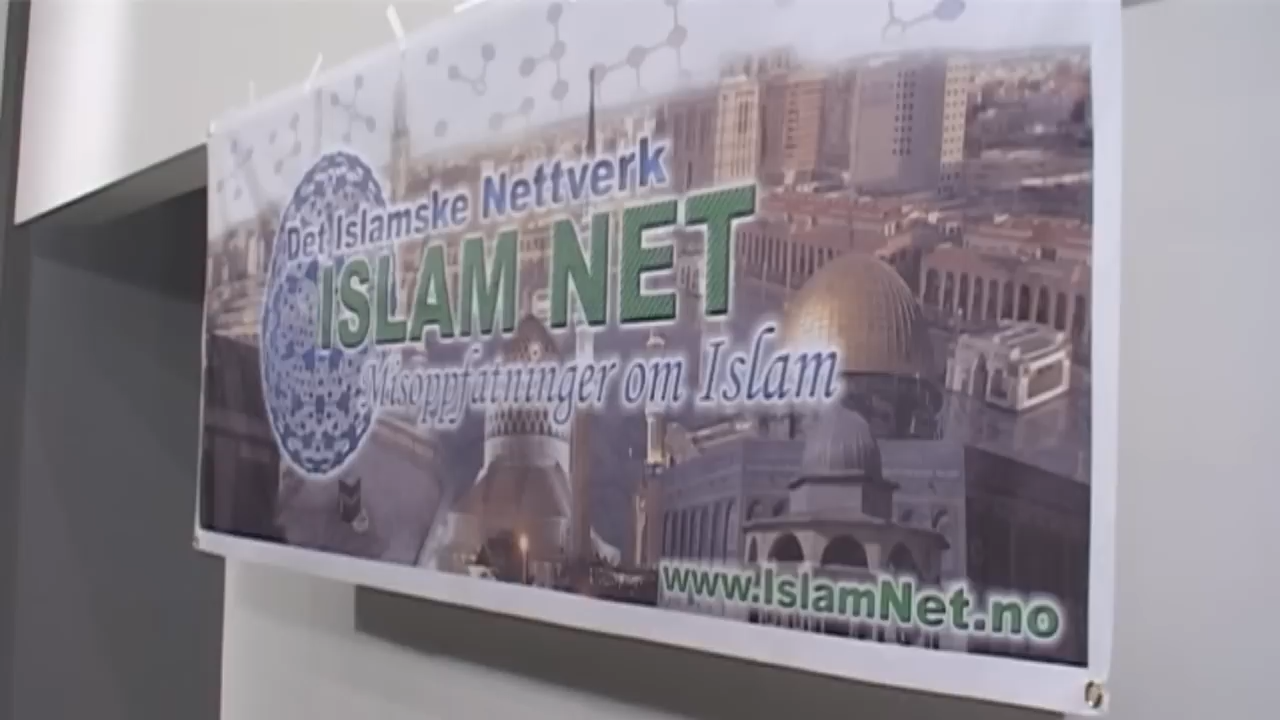 Det Islamske Nettverk
ISLAM NET
Misoppfatninger om Islam
www.IslamNet.no